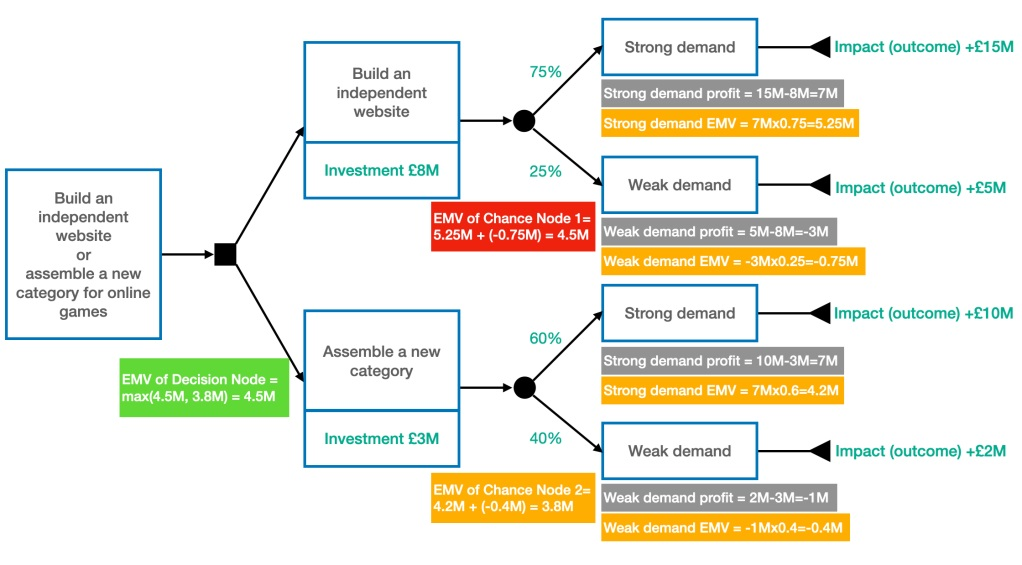 Build an
independent
website
or
assemble a new
category for online
games
EMV of Decision Node =
max(4.5M, 3.8M) = 4.5M
Build an
independent
website
Investment £8M
75%
25%
EMV of Chance Node 1=
5.25M + (-0.75M) = 4.5M
Strong demand
Impact (outcome) +£15M
Strong demand profit = 15M-8M=7M
Strong demand EMV = 7Mx0.75=5.25M
Weak demand
Impact (outcome) +£5M
Weak demand profit = 5M-8M=-3M
Weak demand EMV = -3Mx0.25=-0.75M
Assemble a new
category
Investment £3M
60%
40%
EMV of Chance Node 2=
4.2M + (-0.4M) = 3.8M
Strong demand
Impact (outcome) +£10M
Strong demand profit = 10M-3M=7M
Strong demand EMV = 7Mx0.6=4.2M
Weak demand
Impact (outcome) +£2M
Weak demand profit = 2M-3M=-1M
Weak demand EMV = -1Mx0.4=-0.4M